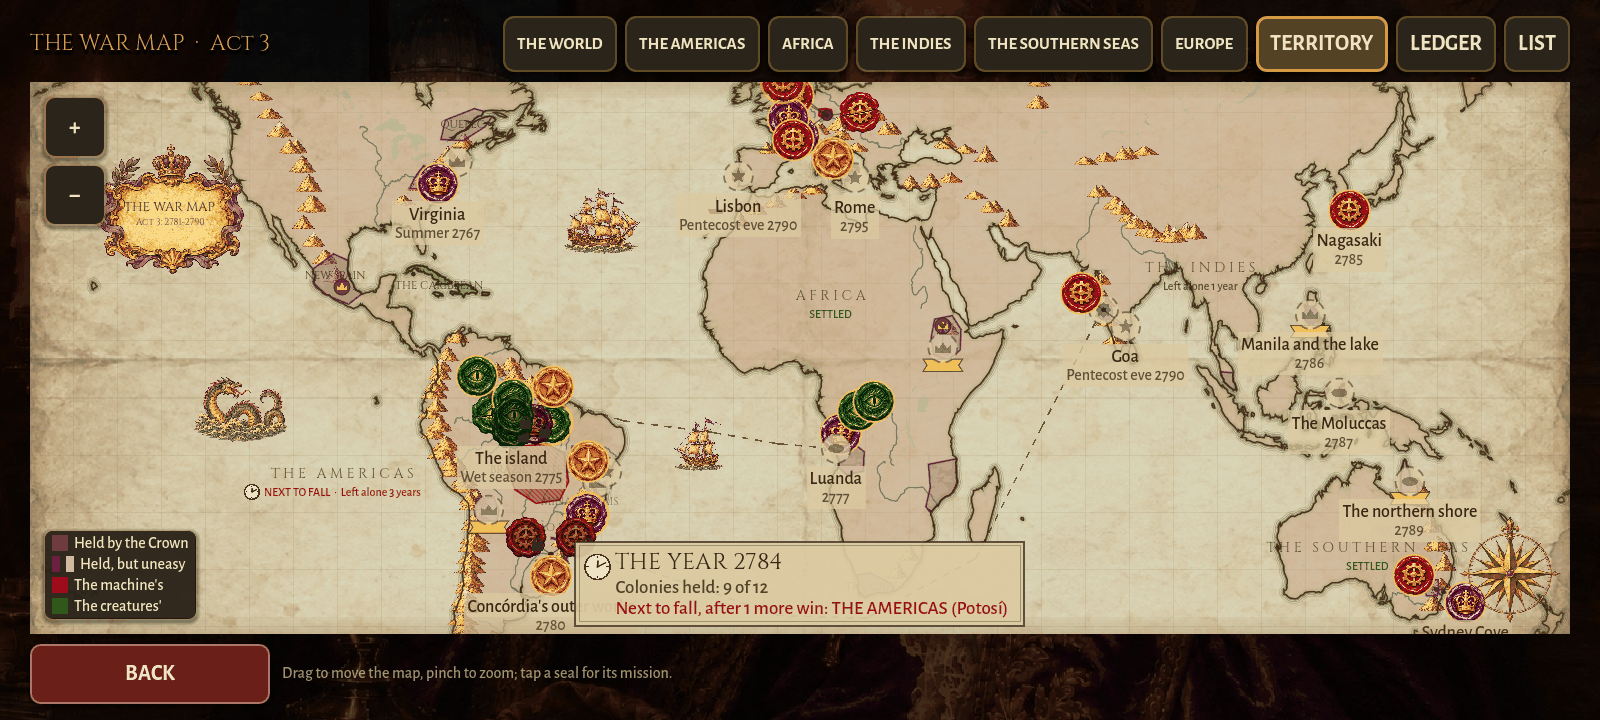 THE WAR MAP · ACT 3
THE WORLD
THE AMERICAS
AFRICA
THE INDIES
THE SOUTHERN SEAS
EUROPE
TERRITORY
LEDGER
LIST
+
−
THE WAR MAP
ACT 3: 2781-2790
QUEBEC
Virginia
Summer 2767
NEW SPAIN
THE CARIBBEAN
Lisbon
Pentecost eve 2790
Rome
2795
AFRICA
SETTLED
THE INDIES
Left alone 1 year
Nagasaki
2785
Goa
Pentecost eve 2790
Manila and the lake
2786
The Moluccas
2787
THE AMERICAS
NEXT TO FALL · Left alone 3 years
The island
Wet season 2775
Luanda
2777
The northern shore
2789
THE SOUTHERN SEAS
SETTLED
Sydney Cove
Concórdia's outer
2780
Held by the Crown
Held, but uneasy
The machine's
The creatures'
THE YEAR 2784
Colonies held: 9 of 12
Next to fall, after 1 more win: THE AMERICAS (Potosí)
BACK
Drag to move the map, pinch to zoom; tap a seal for its mission.